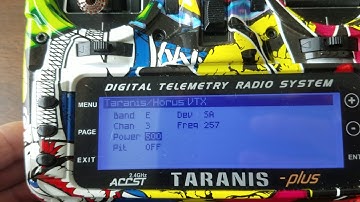 DIGITAL TELEMETRY RADIO SYSTEM
MENU
PAGE
EXIT
Taranis/Horus VTX
Band E Dev SA
Chan 3 Freq 257
Power 500
Pit OFF
ENT
2.4GHz
ACCST
TARANIS -plus